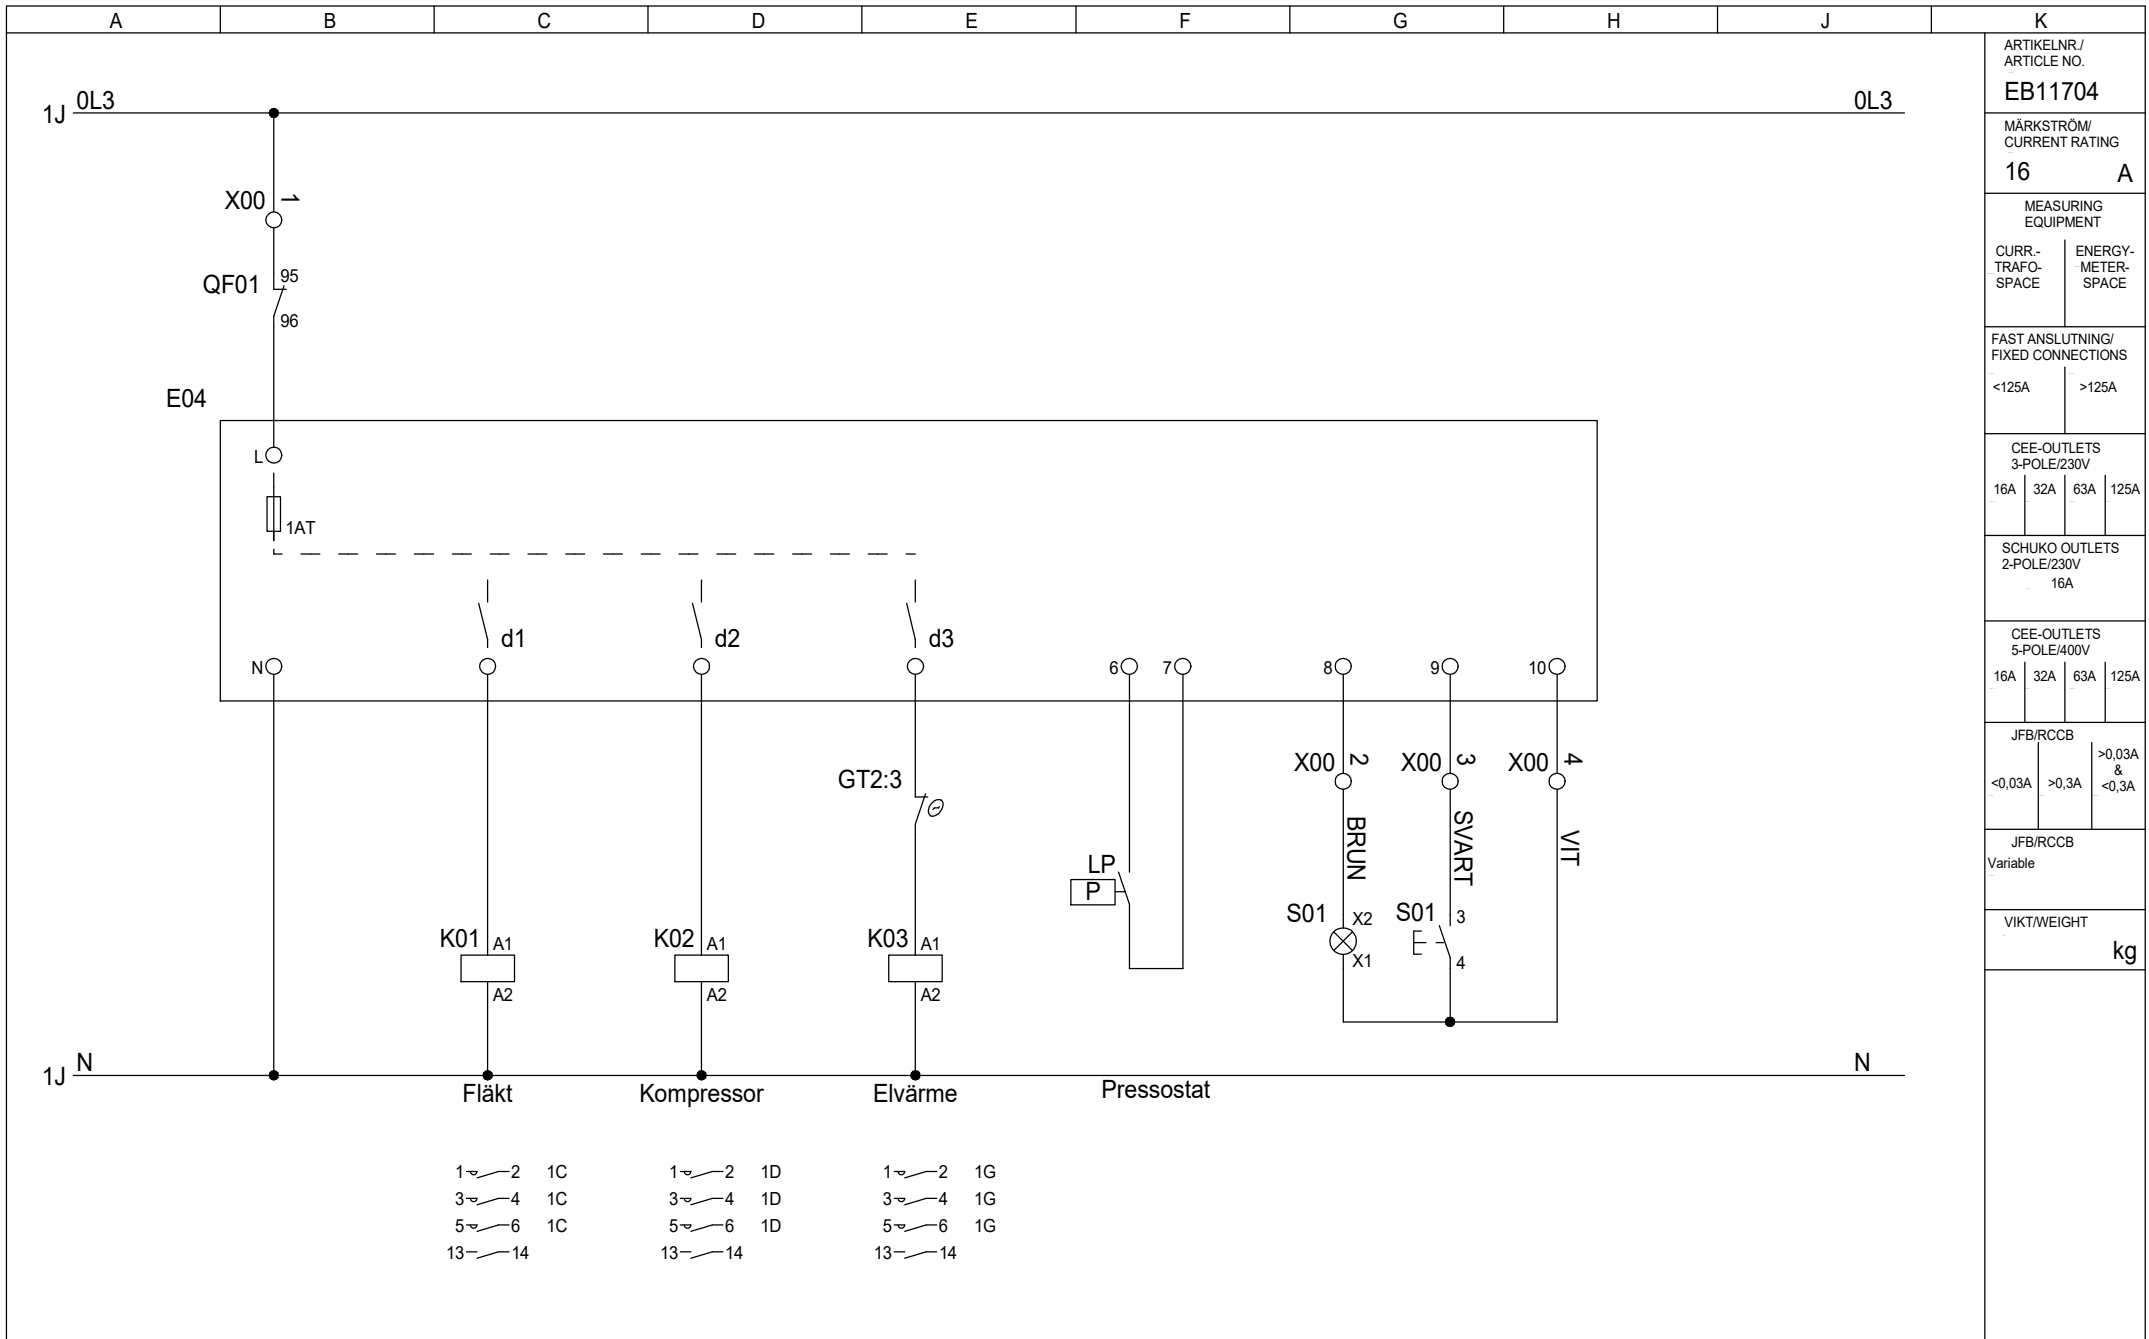 A B C D E F G H J K
1J 0L3 0L3
X00 1
QF01 95
96
E04
L
1AT
d1 d2 d3
N 6 7 8 9 10
GT2:3
X00 2 X00 3 X00 4
BRUN SVART VIT
LP
P
S01 X2 S01 3
X1 4
K01 A1 K02 A1 K03 A1
A2 A2 A2
1J N N
Fläkt Kompressor Elvärme Pressostat
1 2 1C 1 2 1D 1 2 1G
3 4 1C 3 4 1D 3 4 1G
5 6 1C 5 6 1D 5 6 1G
13 14 13 14 13 14
ARTIKELNR./
ARTICLE NO.
EB11704
MÄRKSTRÖM/
CURRENT RATING
16 A
MEASURING
EQUIPMENT
CURR.-
TRAFO-
SPACE
ENERGY-
METER-
SPACE
FAST ANSLUTNING/
FIXED CONNECTIONS
<125A >125A
CEE-OUTLETS
3-POLE/230V
16A 32A 63A 125A
SCHUKO OUTLETS
2-POLE/230V
16A
CEE-OUTLETS
5-POLE/400V
16A 32A 63A 125A
JFB/RCCB
<0,03A >0,3A
>0,03A
&
<0,3A
JFB/RCCB
Variable
VIKT/WEIGHT
kg